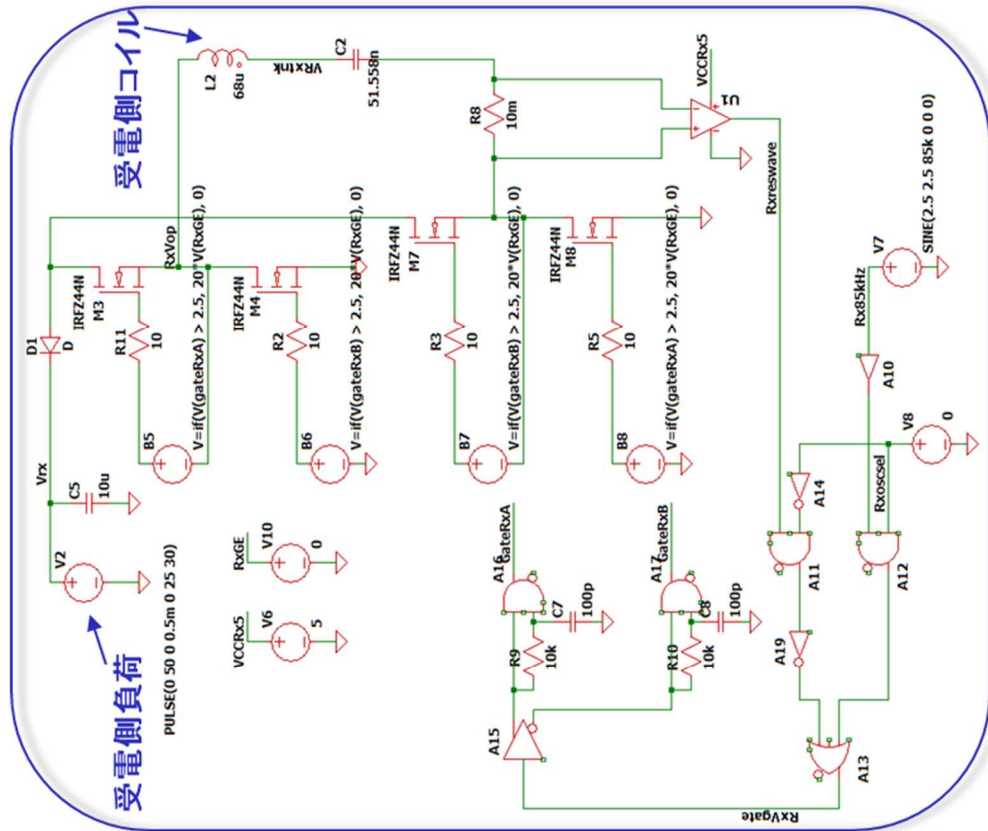 受電側コイル
受電側負荷
L2
68u
VRxtnk
C2
51.558n
R8
10m
VCCRx5
U1
Rxreswave
D1
D
RxVop
IRFZ44N
M3
R11
10
B5
V=if(V(gateRxA) > 2.5, 20*V(RxGE), 0)
IRFZ44N
M4
R2
10
B6
V=if(V(gateRxB) > 2.5, 20*V(RxGE), 0)
IRFZ44N
M7
R3
10
B7
V=if(V(gateRxB) > 2.5, 20*V(RxGE), 0)
IRFZ44N
M8
R5
10
B8
V=if(V(gateRxA) > 2.5, 20*V(RxGE), 0)
Vrx
C5
10u
V2
PULSE(0 50 0 0.5m 0 25 30)
RxGE
V10
0
VCCRx5
V6
5
GateRxA
A16
C7
100p
R9
10k
GateRxB
A17
C8
100p
R10
10k
A15
RxVgate
A13
A19
A11
A14
A12
Rxoscsel
V8
0
A10
Rx85kHz
V7
SINE(2.5 2.5 85k 0 0 0)